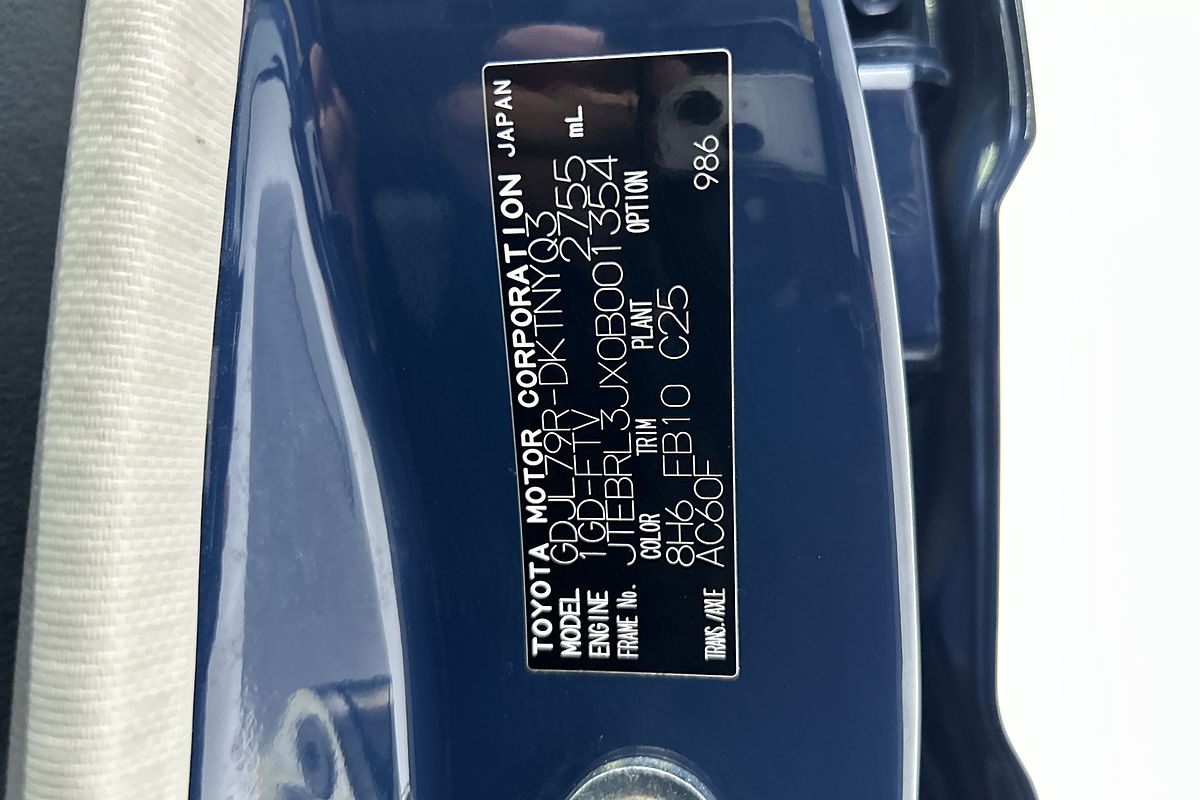 TOYOTA MOTOR CORPORATION JAPAN
MODEL GDJL79R-DKTNYQ3
ENGINE 1GD-FTV 2755 mL
FRAME No. JTEBRL3JX0B001354
COLOR TRIM PLANT OPTION
8H6 FB10 C25
TRANS./AXLE AC60F 986